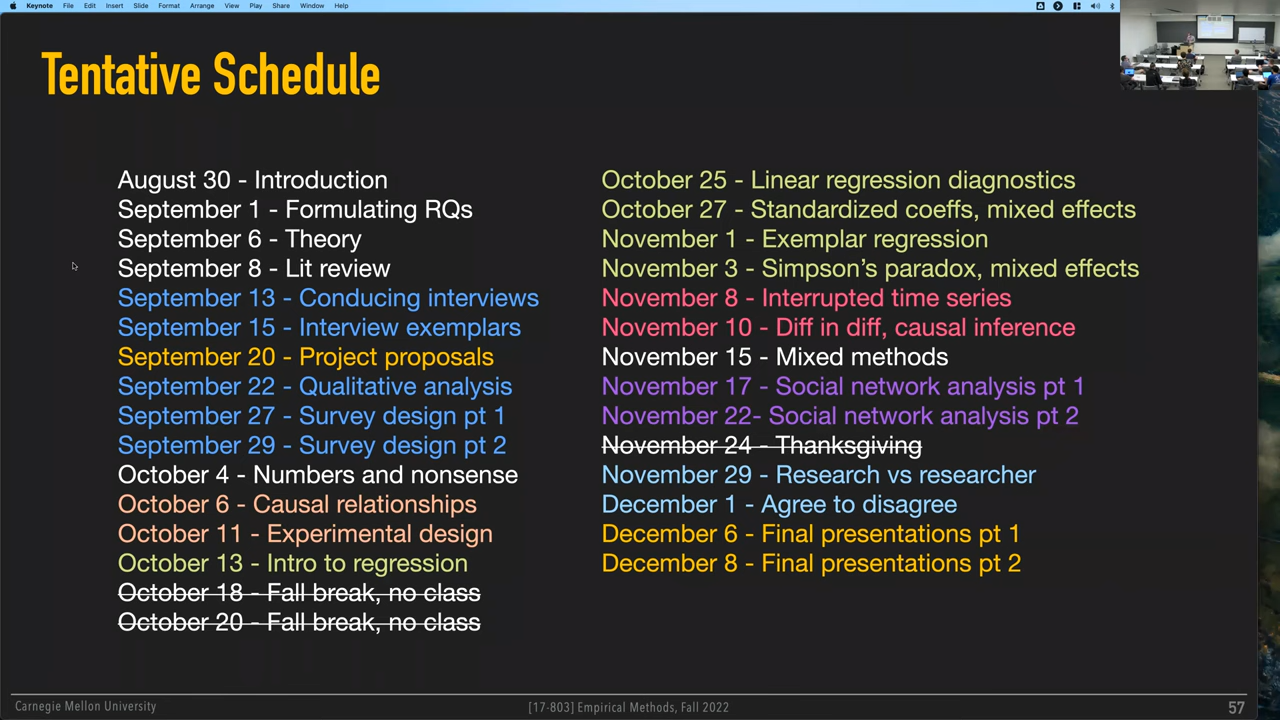 Keynote File Edit Insert Slide Format Arrange View Play Share Window Help
Tentative Schedule
August 30 - Introduction
September 1 - Formulating RQs
September 6 - Theory
September 8 - Lit review
September 13 - Conducing interviews
September 15 - Interview exemplars
September 20 - Project proposals
September 22 - Qualitative analysis
September 27 - Survey design pt 1
September 29 - Survey design pt 2
October 4 - Numbers and nonsense
October 6 - Causal relationships
October 11 - Experimental design
October 13 - Intro to regression
October 18 - Fall break, no class
October 20 - Fall break, no class
October 25 - Linear regression diagnostics
October 27 - Standardized coeffs, mixed effects
November 1 - Exemplar regression
November 3 - Simpson’s paradox, mixed effects
November 8 - Interrupted time series
November 10 - Diff in diff, causal inference
November 15 - Mixed methods
November 17 - Social network analysis pt 1
November 22- Social network analysis pt 2
November 24 - Thanksgiving
November 29 - Research vs researcher
December 1 - Agree to disagree
December 6 - Final presentations pt 1
December 8 - Final presentations pt 2
Carnegie Mellon University
[17-803] Empirical Methods, Fall 2022
57